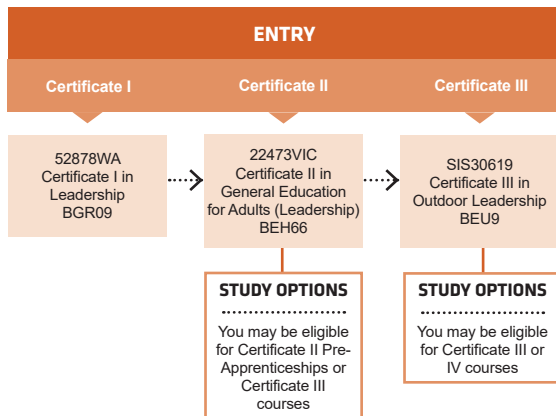 ENTRY
Certificate I
Certificate II
Certificate III
52878WA
Certificate I in
Leadership
BGR09
22473VIC
Certificate II in
General Education
for Adults (Leadership)
BEH66
SIS30619
Certificate III in
Outdoor Leadership
BEU9
STUDY OPTIONS
You may be eligible
for Certificate II Pre-
Apprenticeships or
Certificate III
courses
STUDY OPTIONS
You may be eligible
for Certificate III or
IV courses